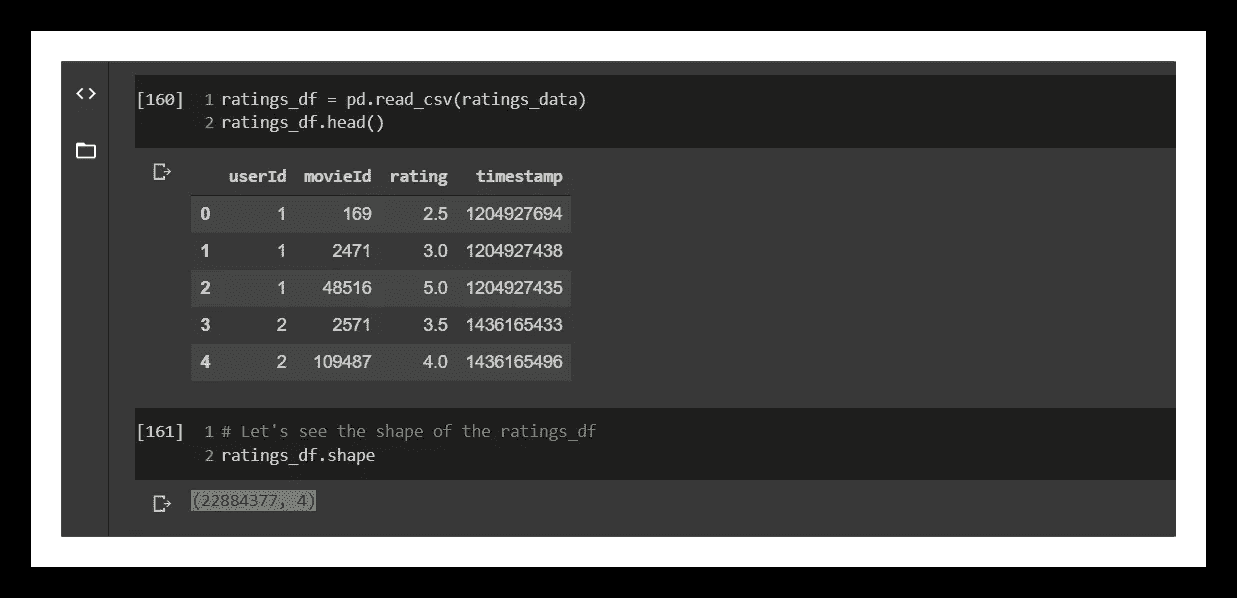 [160] 1 ratings_df = pd.read_csv(ratings_data)
2 ratings_df.head()
userId movieId rating timestamp
0 1 169 2.5 1204927694
1 1 2471 3.0 1204927438
2 1 48516 5.0 1204927435
3 2 2571 3.5 1436165433
4 2 109487 4.0 1436165496
[161] 1 # Let's see the shape of the ratings_df
2 ratings_df.shape
(22884377, 4)